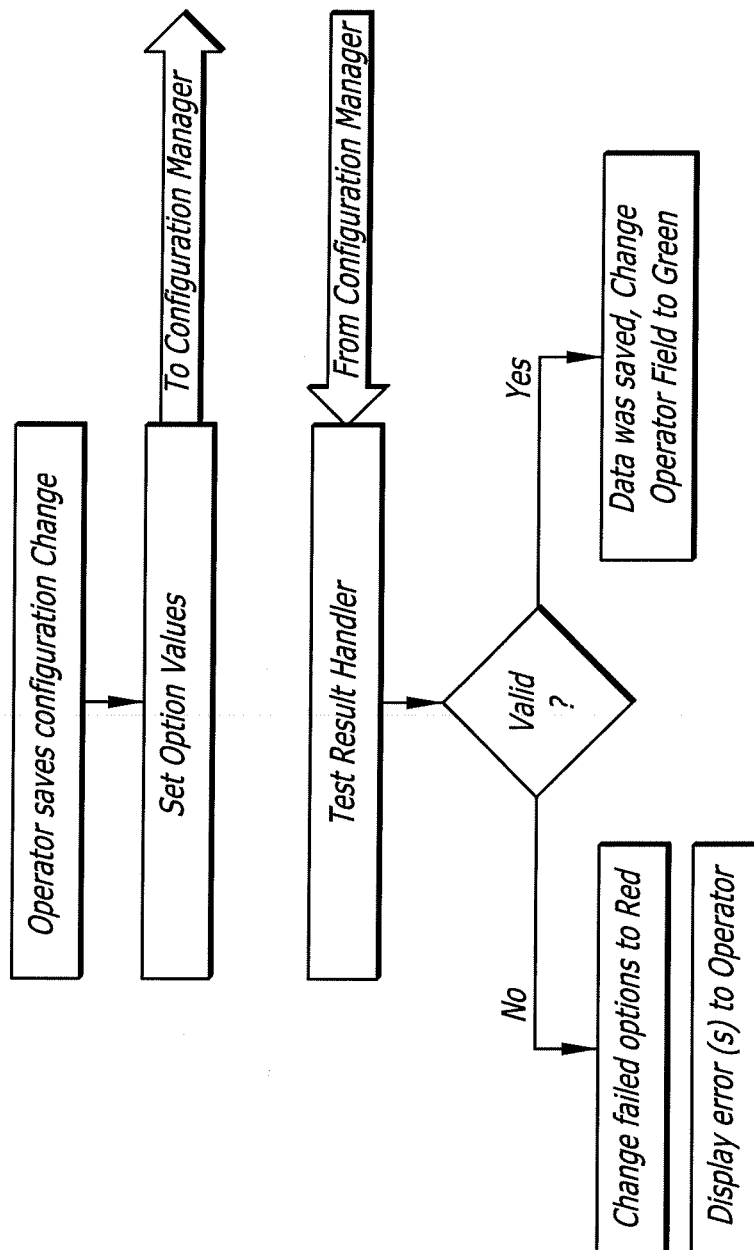 Operator saves configuration Change
Set Option Values
To Configuration Manager
Test Result Handler
From Configuration Manager
Valid
?
No
Yes
Change failed options to Red
Display error (s) to Operator
Data was saved, Change
Operator Field to Green